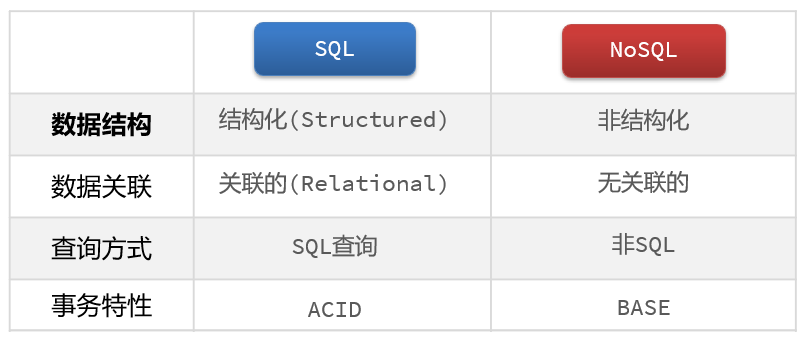 SQL NoSQL
数据结构 结构化(Structured) 非结构化
数据关联 关联的(Relational) 无关联的
查询方式 SQL查询 非SQL
事务特性 ACID BASE